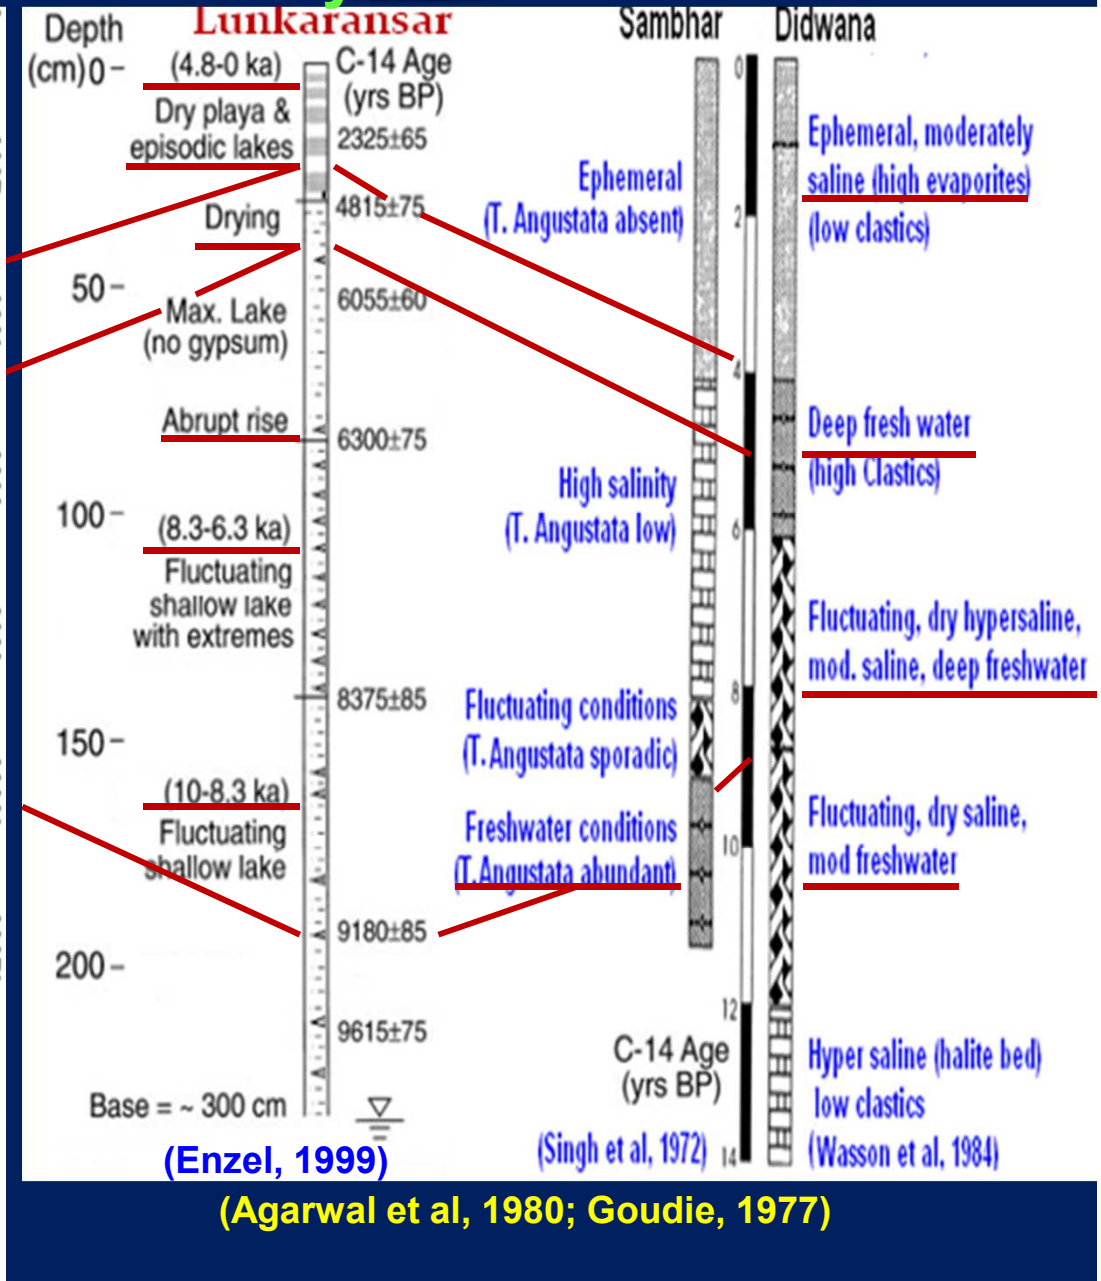 Lunkaransar
Sambhar
Didwana
Depth
(cm)
0
50
100
150
200
(4.8-0 ka)
Dry playa &
episodic lakes
Drying
Max. Lake
(no gypsum)
Abrupt rise
(8.3-6.3 ka)
Fluctuating
shallow lake
with extremes
(10-8.3 ka)
Fluctuating
shallow lake
Base = ~ 300 cm
(Enzel, 1999)
C-14 Age
(yrs BP)
2325±65
4815±75
6055±60
6300±75
8375±85
9180±85
9615±75
Ephemeral
(T. Angustata absent)
High salinity
(T. Angustata low)
Fluctuating conditions
(T. Angustata sporadic)
Freshwater conditions
(T. Angustata abundant)
C-14 Age
(yrs BP)
(Singh et al, 1972)
0
2
4
6
8
10
12
14
Ephemeral, moderately
saline (high evaporites)
(low clastics)
Deep fresh water
(high Clastics)
Fluctuating, dry hypersaline,
mod. saline, deep freshwater
Fluctuating, dry saline,
mod freshwater
Hyper saline (halite bed)
low clastics
(Wasson et al, 1984)
(Agarwal et al, 1980; Goudie, 1977)